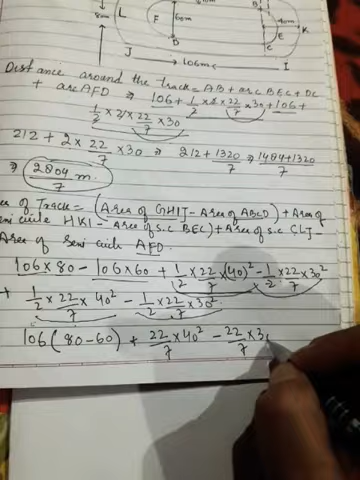 L
F
60m
B
40m
K
E
D
C
J
106m
I
Distance around the track = AB + arc BEC + DC
+ arc AFD ⇒ 106 + 1/2 × 2 × 22/7 × 30 + 106 +
1/2 × 2 × 22/7 × 30
212 + 2 × 22/7 × 30 ⇒ 212 + 1320/7 ⇒ 1484 + 1320/7
⇒ 2804/7 m.
ea of Track = (Area of GHIJ - Area of ABCD) + Area of
semi circle HKI - Area of s.c BEC) + Area of s.c GLJ -
Area of semi circle AFD.
106 × 80 - 106 × 60 + 1/2 × 22/7 × (40)² - 1/2 × 22/7 × 30²
+ 1/2 × 22/7 × 40² - 1/2 × 22/7 × 30²
106 (80 - 60) + 22/7 × 40² - 22/7 × 3